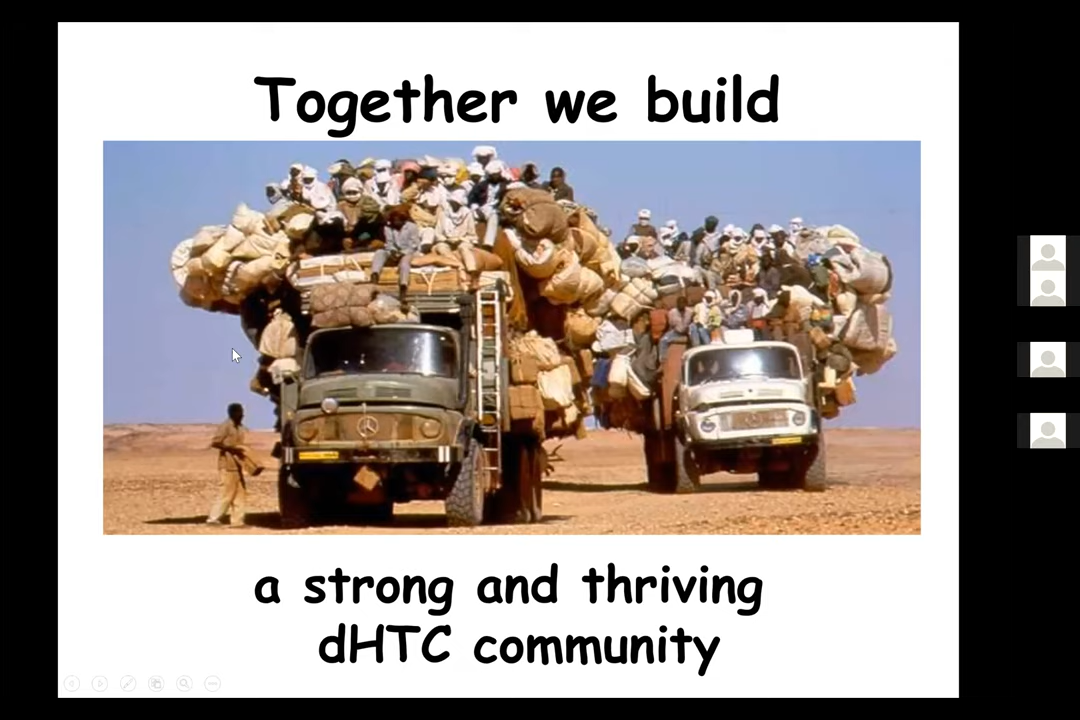 Together we build
a strong and thriving
dHTC community